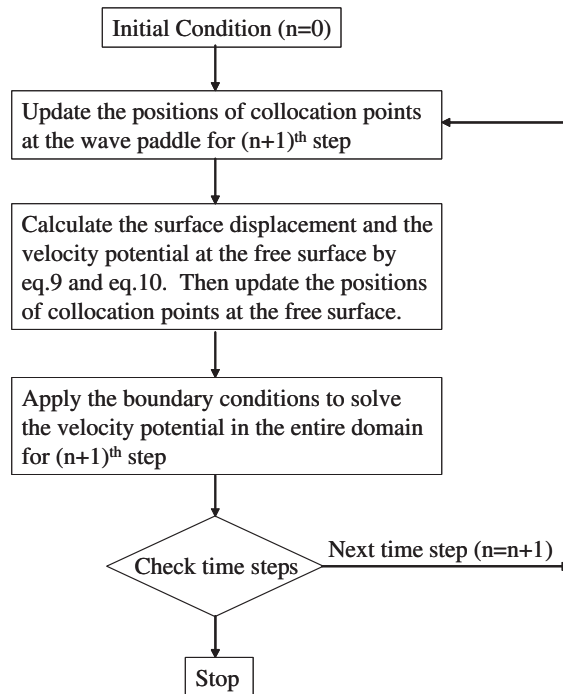 Initial Condition (n=0)
Update the positions of collocation points
at the wave paddle for (n+1)th step
Calculate the surface displacement and the
velocity potential at the free surface by
eq.9 and eq.10.  Then update the positions
of collocation points at the free surface.
Apply the boundary conditions to solve
the velocity potential in the entire domain
for (n+1)th step
Check time steps
Next time step (n=n+1)
Stop